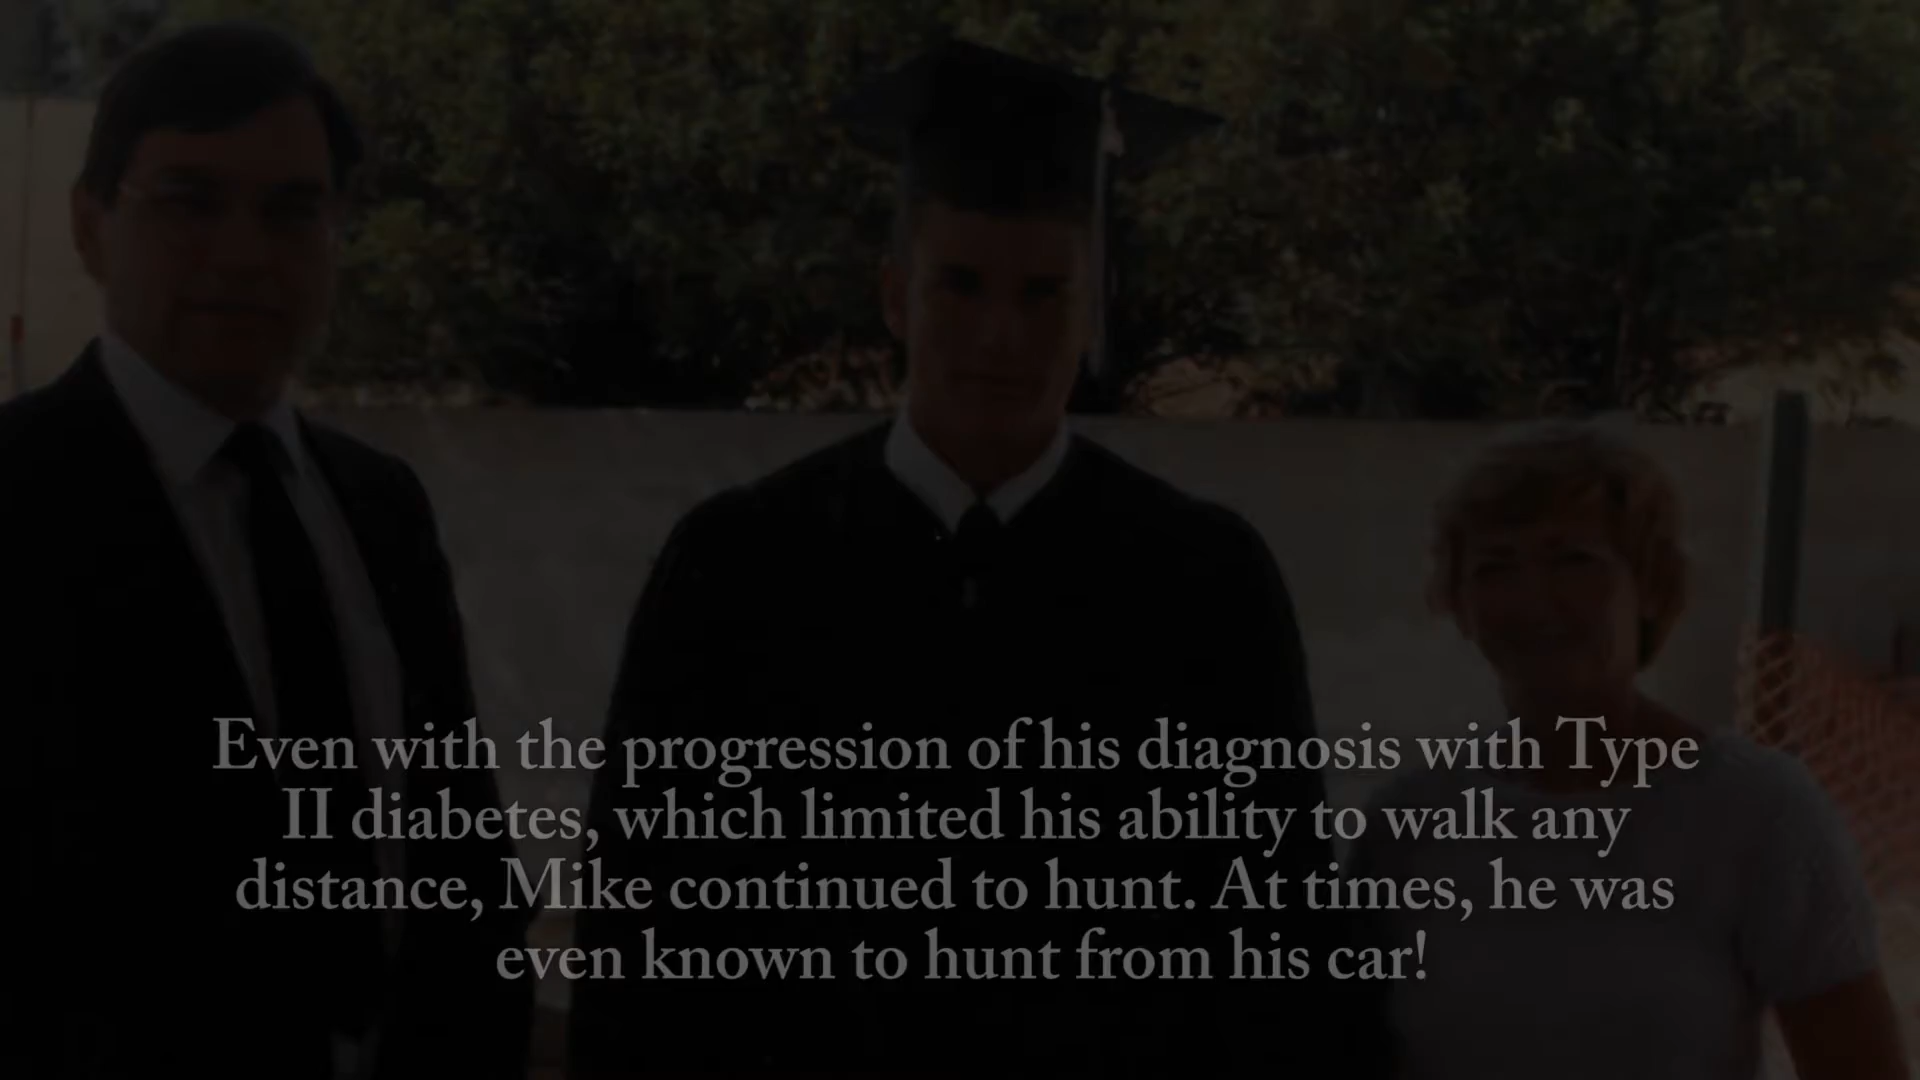 Even with the progression of his diagnosis with Type
II diabetes, which limited his ability to walk any
distance, Mike continued to hunt. At times, he was
even known to hunt from his car!